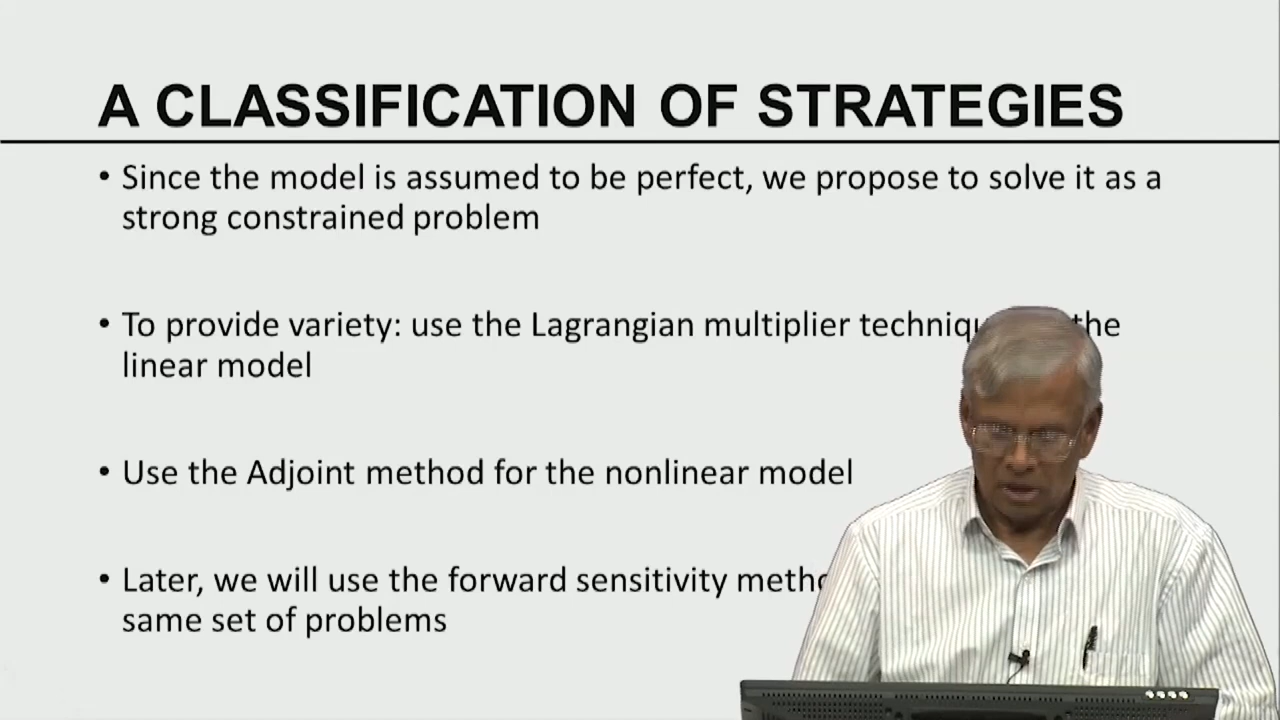 A CLASSIFICATION OF STRATEGIES
• Since the model is assumed to be perfect, we propose to solve it as a
strong constrained problem
• To provide variety: use the Lagrangian multiplier the
linear model
• Use the Adjoint method for the nonlinear model
• Later, we will use the forward sensitivity
same set of problems